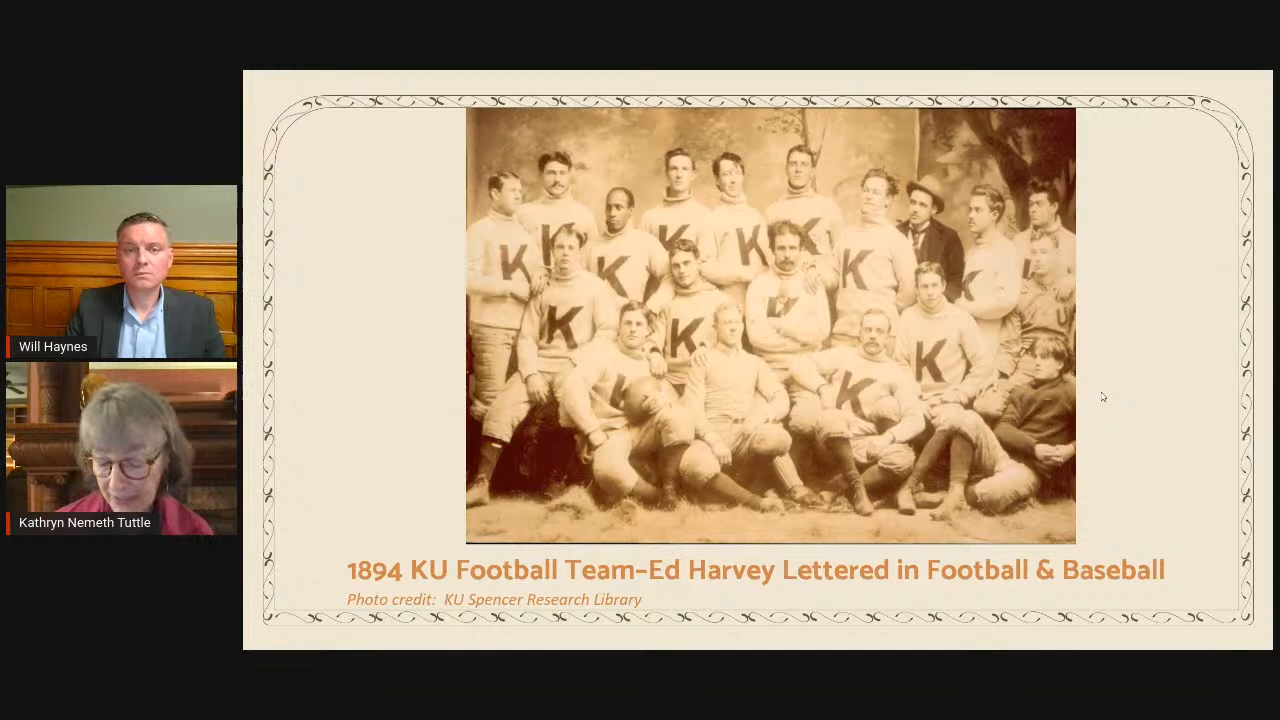 Will Haynes
Kathryn Nemeth Tuttle
K
K
K
K
K
K
K
K
K
K
K
K
1894 KU Football Team–Ed Harvey Lettered in Football & Baseball
Photo credit: KU Spencer Research Library